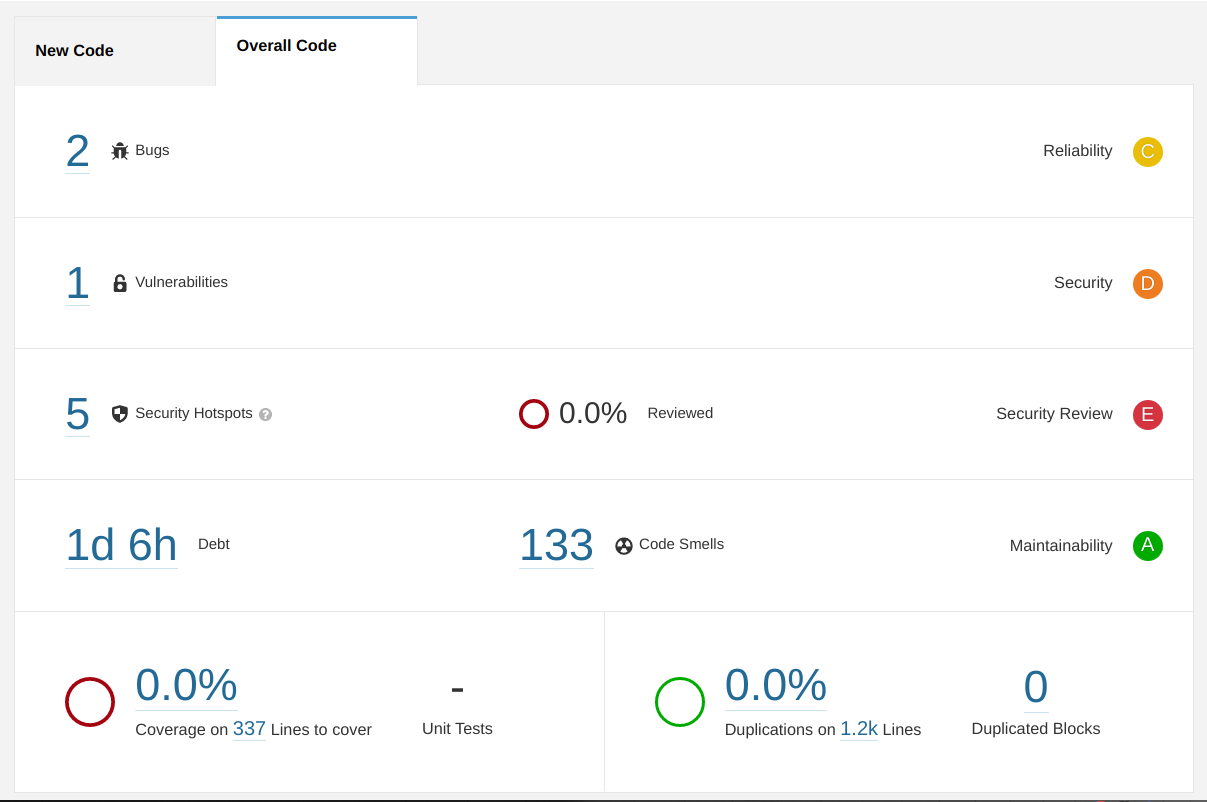 New Code
Overall Code
2 Bugs Reliability C
1 Vulnerabilities Security D
5 Security Hotspots ? 0.0% Reviewed Security Review E
1d 6h Debt 133 Code Smells Maintainability A
0.0% - 0.0% 0
Coverage on 337 Lines to cover Unit Tests Duplications on 1.2k Lines Duplicated Blocks